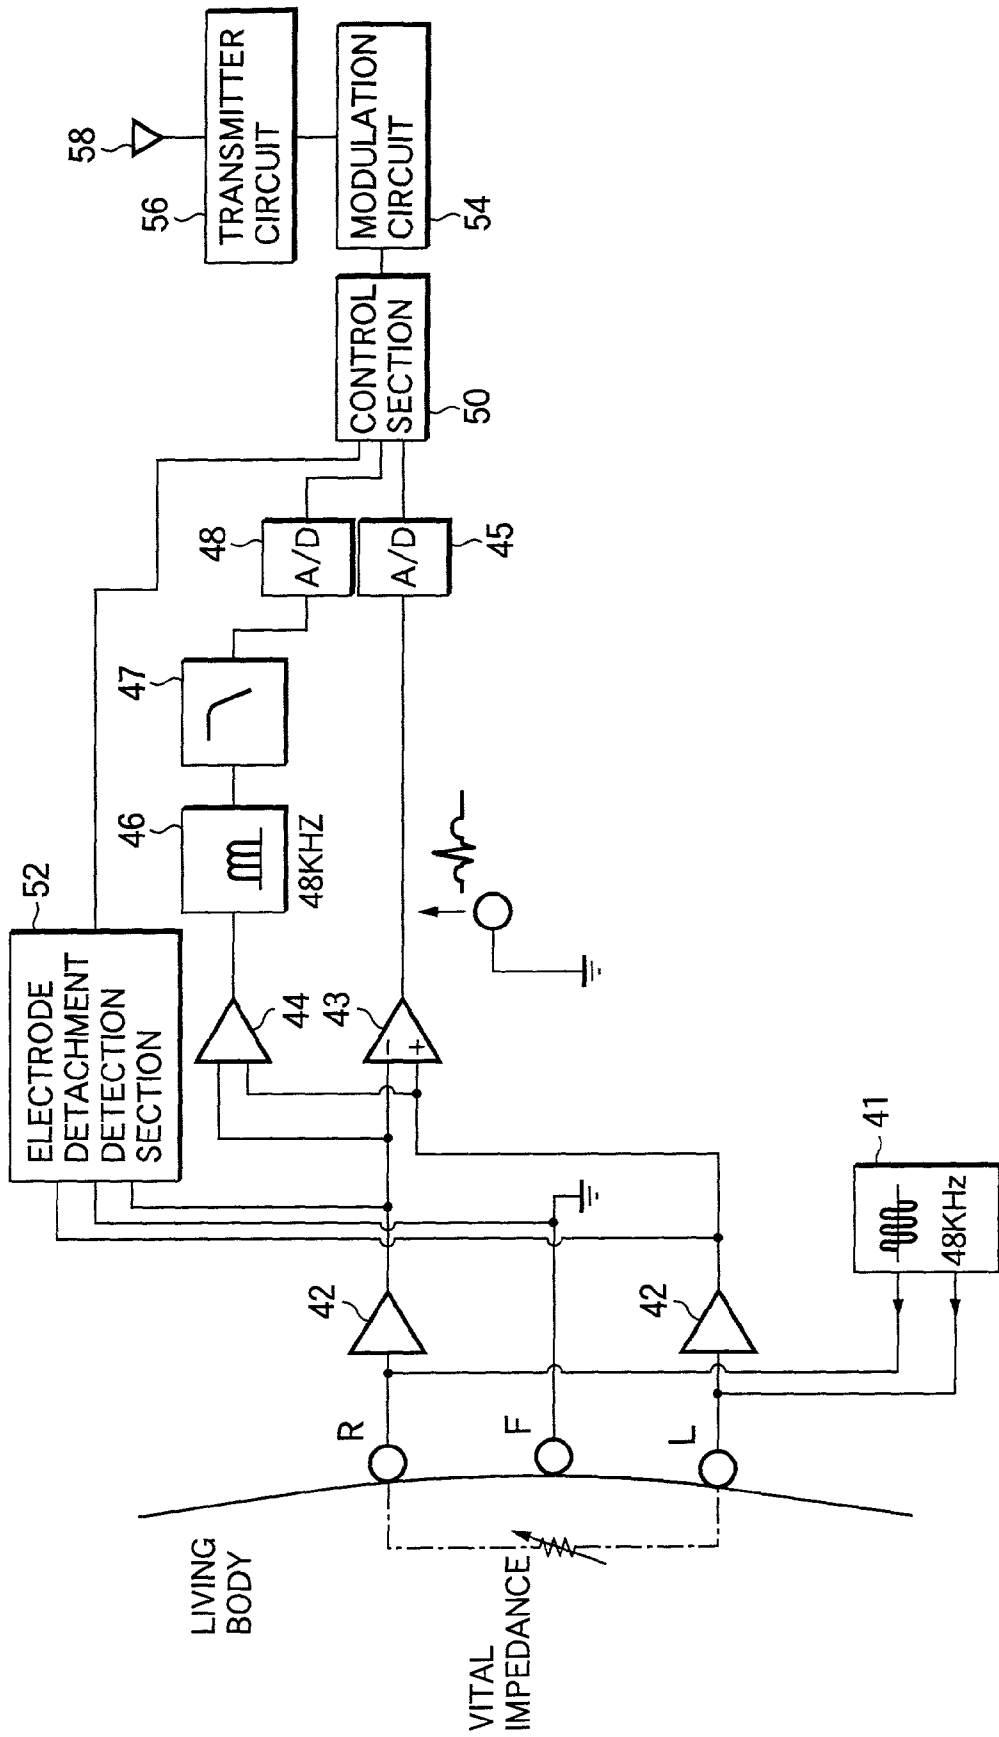 LIVING
BODY
VITAL
IMPEDANCE
R
F
L
42
42
41
48KHz
ELECTRODE
DETACHMENT
DETECTION
SECTION
52
44
43
−
+
46
48KHZ
47
48
A/D
A/D
45
CONTROL
SECTION
50
MODULATION
CIRCUIT
54
TRANSMITTER
CIRCUIT
56
58